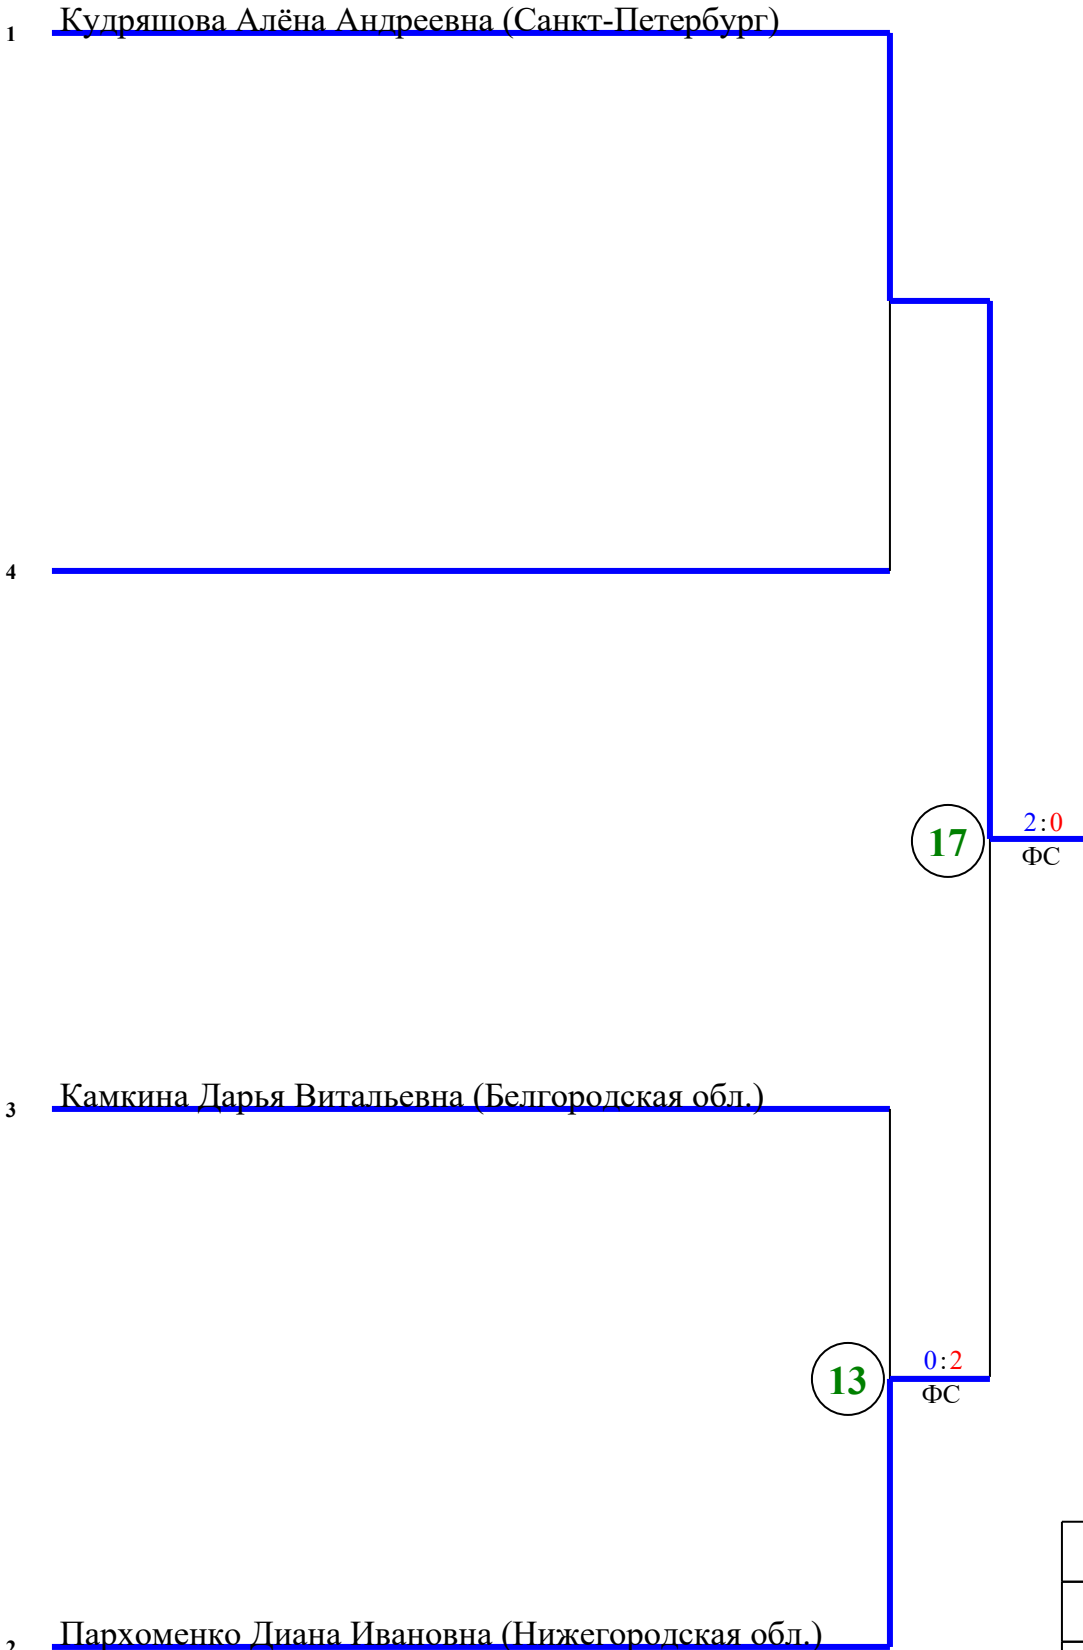 1 Кудряшова Алёна Андреевна (Санкт-Петербург)
4
17 2:0
ФС
3 Камкина Дарья Витальевна (Белгородская обл.)
13 0:2
ФС
2 Пархоменко Диана Ивановна (Нижегородская обл.)